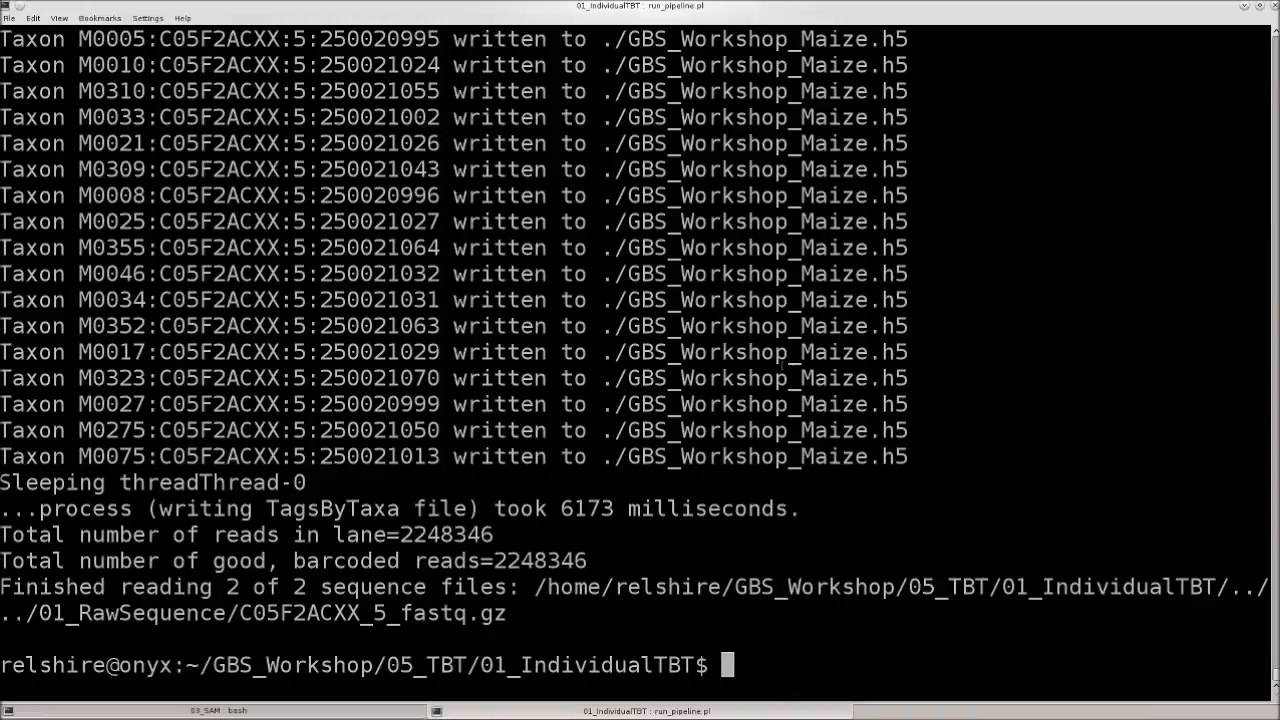 01_IndividualTBT : run_pipeline.pl
File Edit View Bookmarks Settings Help
Taxon M0005:C05F2ACXX:5:250020995 written to ./GBS_Workshop_Maize.h5
Taxon M0010:C05F2ACXX:5:250021024 written to ./GBS_Workshop_Maize.h5
Taxon M0310:C05F2ACXX:5:250021055 written to ./GBS_Workshop_Maize.h5
Taxon M0033:C05F2ACXX:5:250021002 written to ./GBS_Workshop_Maize.h5
Taxon M0021:C05F2ACXX:5:250021026 written to ./GBS_Workshop_Maize.h5
Taxon M0309:C05F2ACXX:5:250021043 written to ./GBS_Workshop_Maize.h5
Taxon M0008:C05F2ACXX:5:250020996 written to ./GBS_Workshop_Maize.h5
Taxon M0025:C05F2ACXX:5:250021027 written to ./GBS_Workshop_Maize.h5
Taxon M0355:C05F2ACXX:5:250021064 written to ./GBS_Workshop_Maize.h5
Taxon M0046:C05F2ACXX:5:250021032 written to ./GBS_Workshop_Maize.h5
Taxon M0034:C05F2ACXX:5:250021031 written to ./GBS_Workshop_Maize.h5
Taxon M0352:C05F2ACXX:5:250021063 written to ./GBS_Workshop_Maize.h5
Taxon M0017:C05F2ACXX:5:250021029 written to ./GBS_Workshop_Maize.h5
Taxon M0323:C05F2ACXX:5:250021070 written to ./GBS_Workshop_Maize.h5
Taxon M0027:C05F2ACXX:5:250020999 written to ./GBS_Workshop_Maize.h5
Taxon M0275:C05F2ACXX:5:250021050 written to ./GBS_Workshop_Maize.h5
Taxon M0075:C05F2ACXX:5:250021013 written to ./GBS_Workshop_Maize.h5
Sleeping threadThread-0
...process (writing TagsByTaxa file) took 6173 milliseconds.
Total number of reads in lane=2248346
Total number of good, barcoded reads=2248346
Finished reading 2 of 2 sequence files: /home/relshire/GBS_Workshop/05_TBT/01_IndividualTBT/../
../01_RawSequence/C05F2ACXX_5_fastq.gz
relshire@onyx:~/GBS_Workshop/05_TBT/01_IndividualTBT$
03_SAM : bash
01_IndividualTBT : run_pipeline.pl